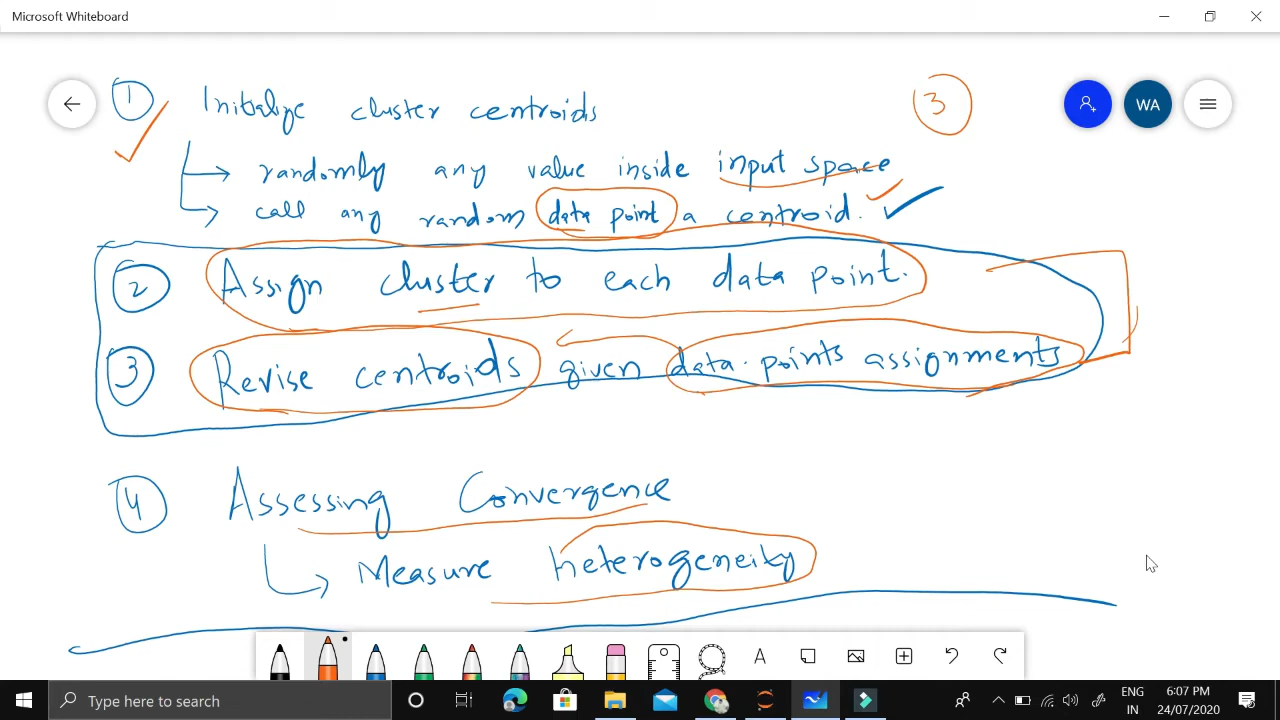 Microsoft Whiteboard
① Initialize cluster centroids
③
WA
→ randomly any value inside input space
→ call any random data point a centroid.
② Assign cluster to each data point.
③ Revise centroids given data points assignments
④ Assessing Convergence
→ Measure heterogeneity
A
Type here to search
ENG
IN
6:07 PM
24/07/2020